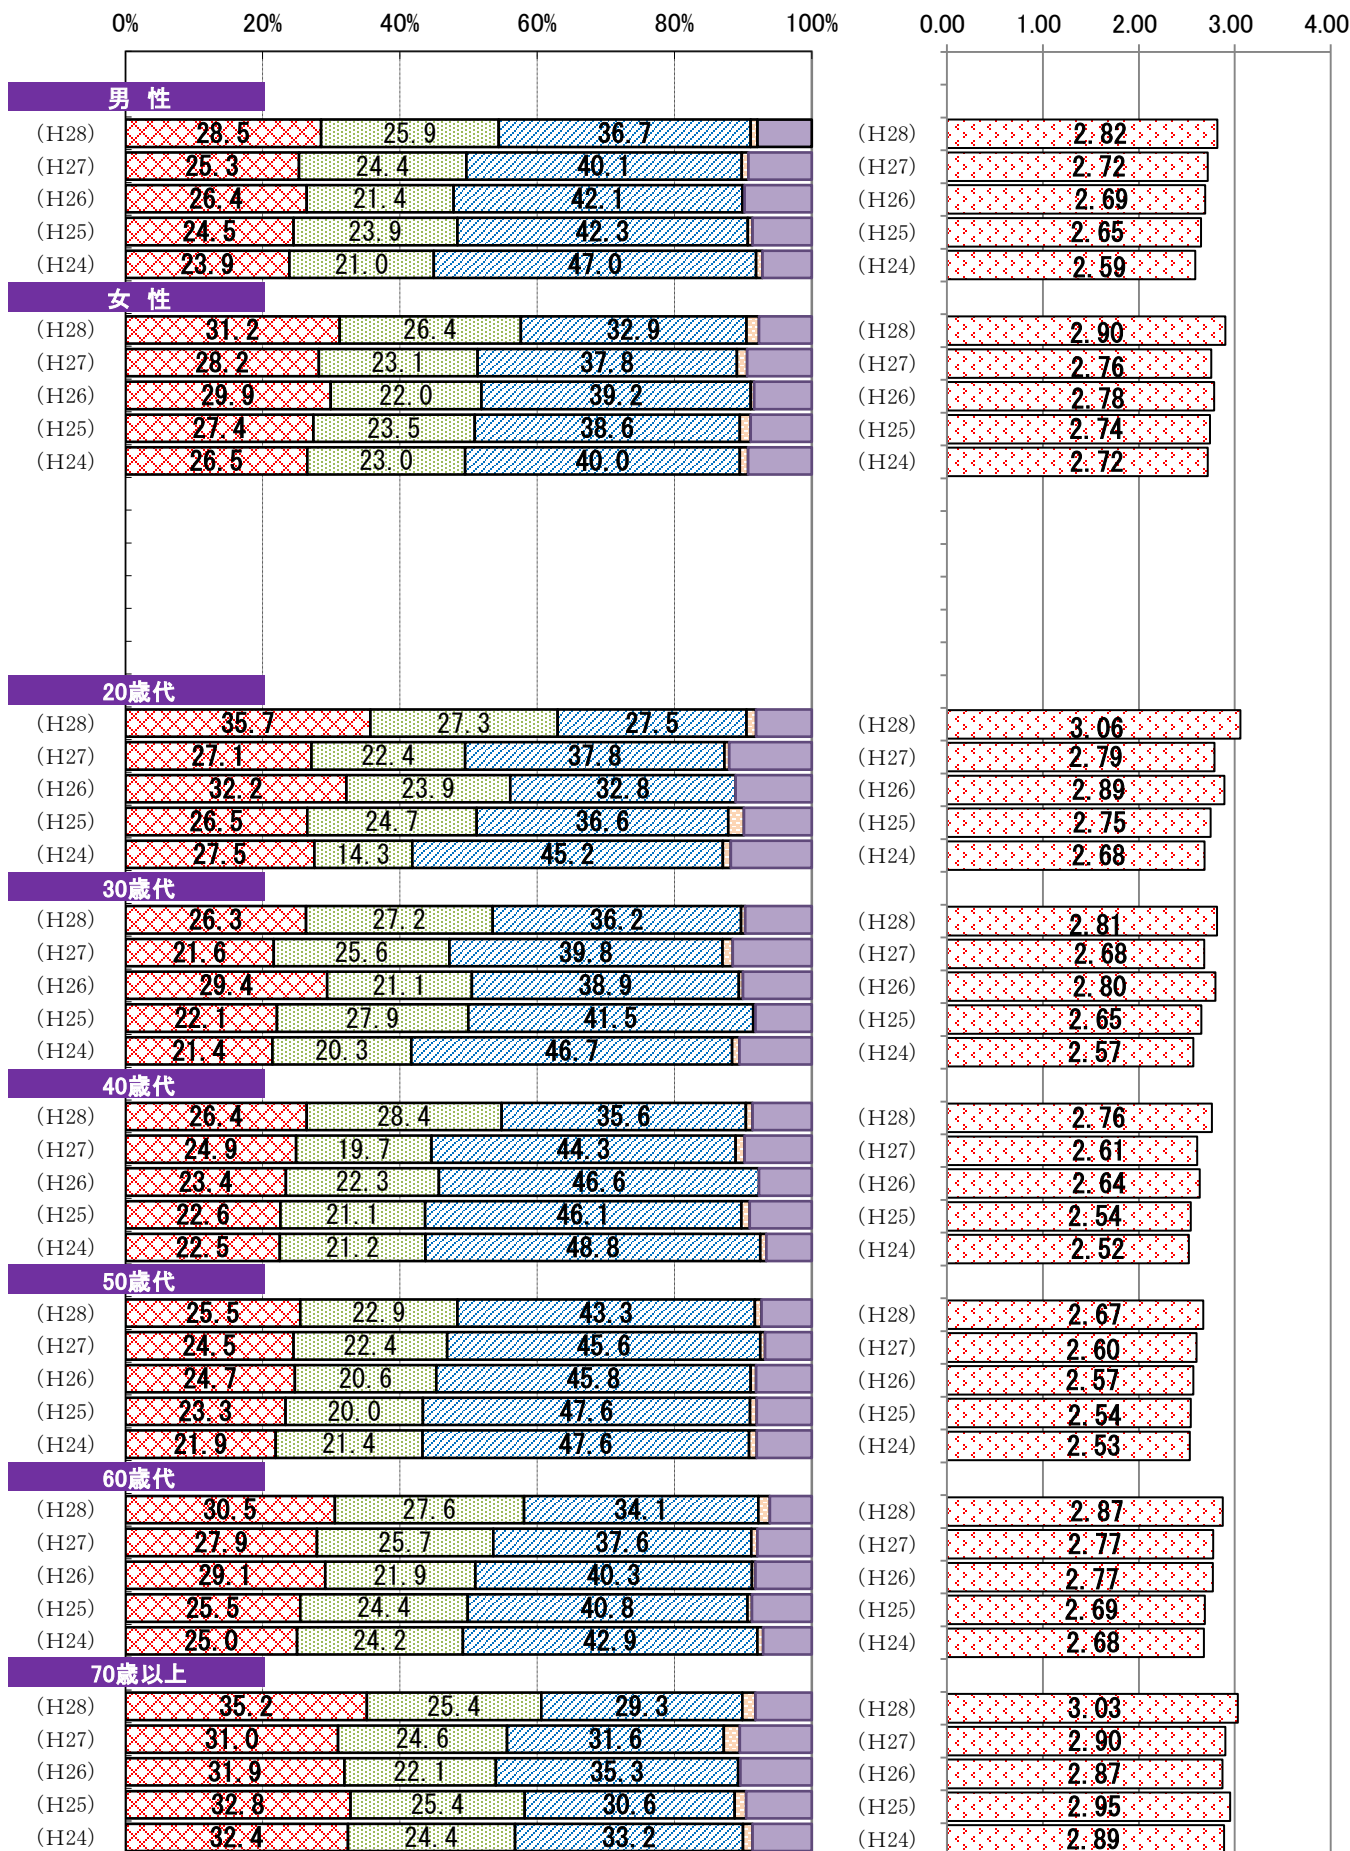 0% 20% 40% 60% 80% 100% 0.00 1.00 2.00 3.00 4.00
男 性
(H28) 28.5 25.9 36.7 (H28) 2.82
(H27) 25.3 24.4 40.1 (H27) 2.72
(H26) 26.4 21.4 42.1 (H26) 2.69
(H25) 24.5 23.9 42.3 (H25) 2.65
(H24) 23.9 21.0 47.0 (H24) 2.59
女 性
(H28) 31.2 26.4 32.9 (H28) 2.90
(H27) 28.2 23.1 37.8 (H27) 2.76
(H26) 29.9 22.0 39.2 (H26) 2.78
(H25) 27.4 23.5 38.6 (H25) 2.74
(H24) 26.5 23.0 40.0 (H24) 2.72
20歳代
(H28) 35.7 27.3 27.5 (H28) 3.06
(H27) 27.1 22.4 37.8 (H27) 2.79
(H26) 32.2 23.9 32.8 (H26) 2.89
(H25) 26.5 24.7 36.6 (H25) 2.75
(H24) 27.5 14.3 45.2 (H24) 2.68
30歳代
(H28) 26.3 27.2 36.2 (H28) 2.81
(H27) 21.6 25.6 39.8 (H27) 2.68
(H26) 29.4 21.1 38.9 (H26) 2.80
(H25) 22.1 27.9 41.5 (H25) 2.65
(H24) 21.4 20.3 46.7 (H24) 2.57
40歳代
(H28) 26.4 28.4 35.6 (H28) 2.76
(H27) 24.9 19.7 44.3 (H27) 2.61
(H26) 23.4 22.3 46.6 (H26) 2.64
(H25) 22.6 21.1 46.1 (H25) 2.54
(H24) 22.5 21.2 48.8 (H24) 2.52
50歳代
(H28) 25.5 22.9 43.3 (H28) 2.67
(H27) 24.5 22.4 45.6 (H27) 2.60
(H26) 24.7 20.6 45.8 (H26) 2.57
(H25) 23.3 20.0 47.6 (H25) 2.54
(H24) 21.9 21.4 47.6 (H24) 2.53
60歳代
(H28) 30.5 27.6 34.1 (H28) 2.87
(H27) 27.9 25.7 37.6 (H27) 2.77
(H26) 29.1 21.9 40.3 (H26) 2.77
(H25) 25.5 24.4 40.8 (H25) 2.69
(H24) 25.0 24.2 42.9 (H24) 2.68
70歳以上
(H28) 35.2 25.4 29.3 (H28) 3.03
(H27) 31.0 24.6 31.6 (H27) 2.90
(H26) 31.9 22.1 35.3 (H26) 2.87
(H25) 32.8 25.4 30.6 (H25) 2.95
(H24) 32.4 24.4 33.2 (H24) 2.89